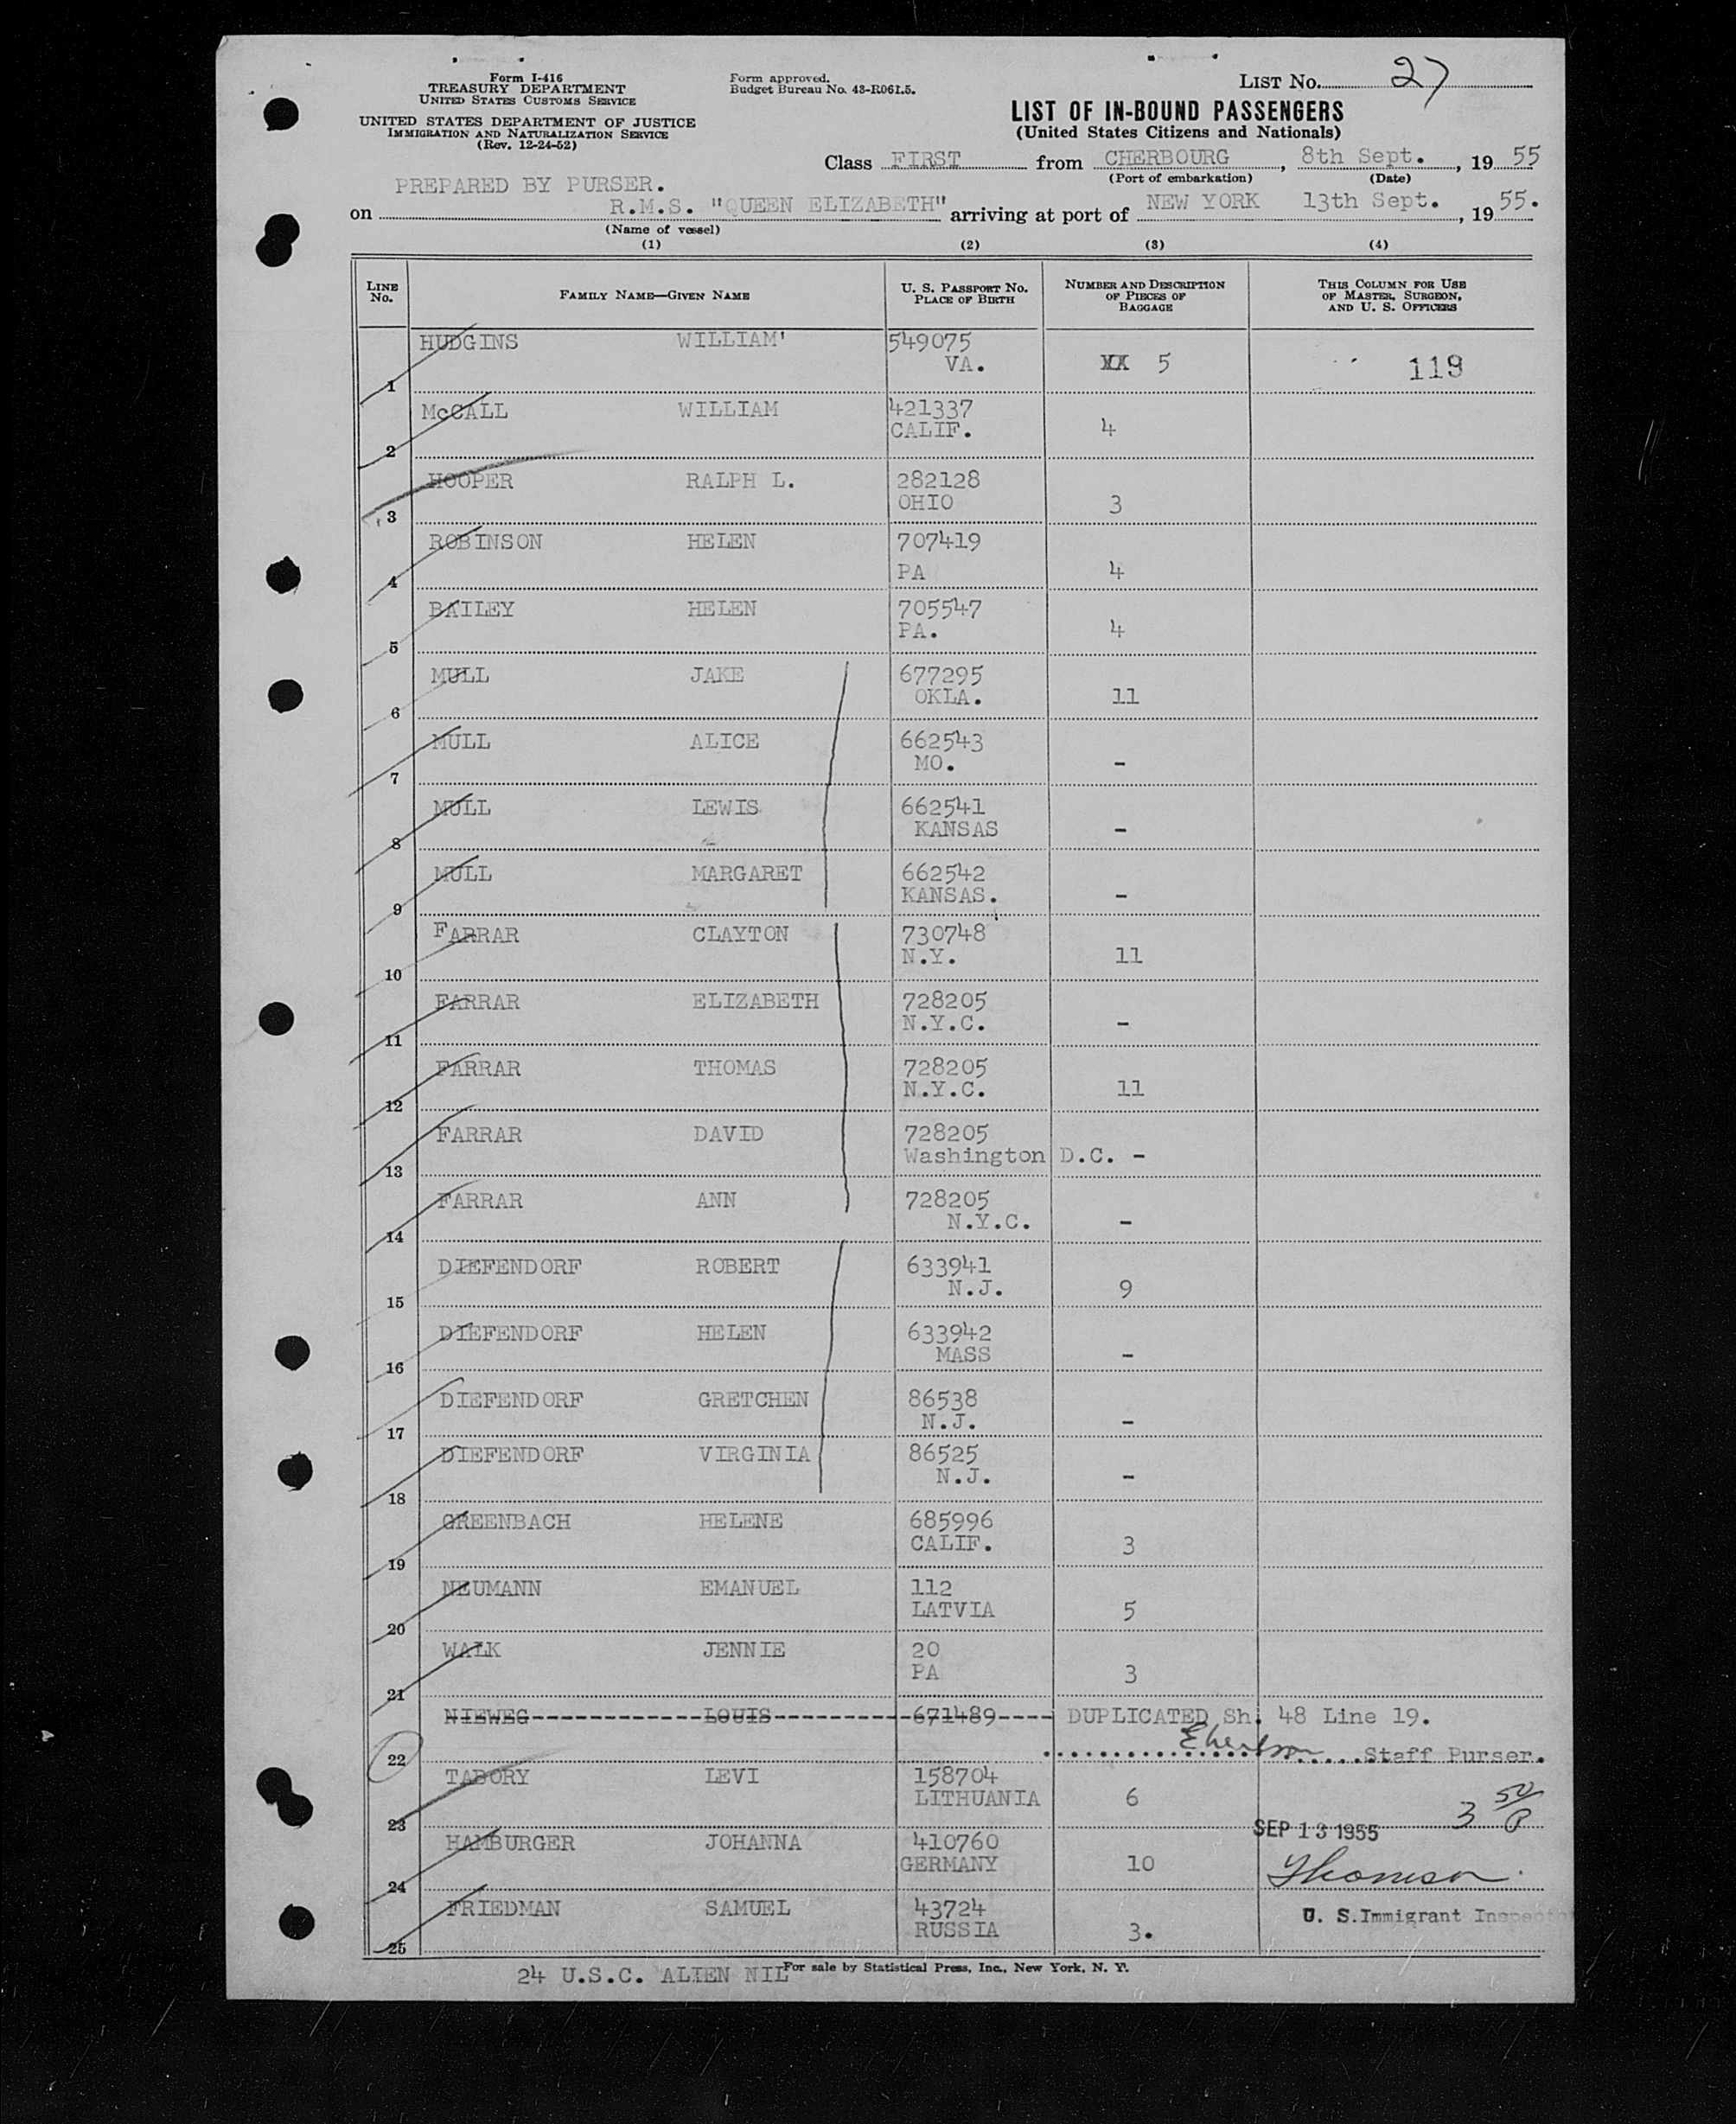 Form I-416
TREASURY DEPARTMENT
UNITED STATES CUSTOMS SERVICE
UNITED STATES DEPARTMENT OF JUSTICE
IMMIGRATION AND NATURALIZATION SERVICE
(Rev. 12-24-52)
Form approved.
Budget Bureau No. 43-R061.5.
LIST NO. 27
LIST OF IN-BOUND PASSENGERS
(United States Citizens and Nationals)
Class FIRST from CHERBOURG, 8th Sept., 19 55
(Port of embarkation) (Date)
PREPARED BY PURSER.
on R.M.S. "QUEEN ELIZABETH" arriving at port of NEW YORK 13th Sept., 19 55.
(Name of vessel)
(1) (2) (3) (4)
LINE NO. FAMILY NAME—GIVEN NAME U. S. PASSPORT NO. PLACE OF BIRTH NUMBER AND DESCRIPTION OF PIECES OF BAGGAGE THIS COLUMN FOR USE OF MASTER, SURGEON, AND U. S. OFFICERS
HUDGINS WILLIAM' 549075
1 VA. XX 5 119
McCALL WILLIAM 421337
2 CALIF. 4
HOOPER RALPH L. 282128
3 OHIO 3
ROBINSON HELEN 707419
4 PA 4
BAILEY HELEN 705547
5 PA. 4
MULL JAKE 677295
6 OKLA. 11
MULL ALICE 662543
7 MO. -
MULL LEWIS 662541
8 KANSAS -
MULL MARGARET 662542
9 KANSAS. -
FARRAR CLAYTON 730748
10 N.Y. 11
FARRAR ELIZABETH 728205
11 N.Y.C. -
FARRAR THOMAS 728205
12 N.Y.C. 11
FARRAR DAVID 728205
13 Washington D.C. -
FARRAR ANN 728205
14 N.Y.C. -
DIEFENDORF ROBERT 633941
15 N.J. 9
DIEFENDORF HELEN 633942
16 MASS -
DIEFENDORF GRETCHEN 86538
17 N.J. -
DIEFENDORF VIRGINIA 86525
18 N.J. -
GREENBACH HELENE 685996
19 CALIF. 3
NEUMANN EMANUEL 112
20 LATVIA 5
WALK JENNIE 20
21 PA 3
NIEWEG LOUIS 671489 DUPLICATED Sh. 48 Line 19.
22 Staff Purser.
TABORY LEVI 158704
23 LITHUANIA 6 3 50
SEP 13 1955
HAMBURGER JOHANNA 410760
24 GERMANY 10 Thomson
FRIEDMAN SAMUEL 43724 U. S. Immigrant Inspector
25 RUSSIA 3.
24 U.S.C. ALIEN NIL For sale by Statistical Press, Inc., New York, N. Y.